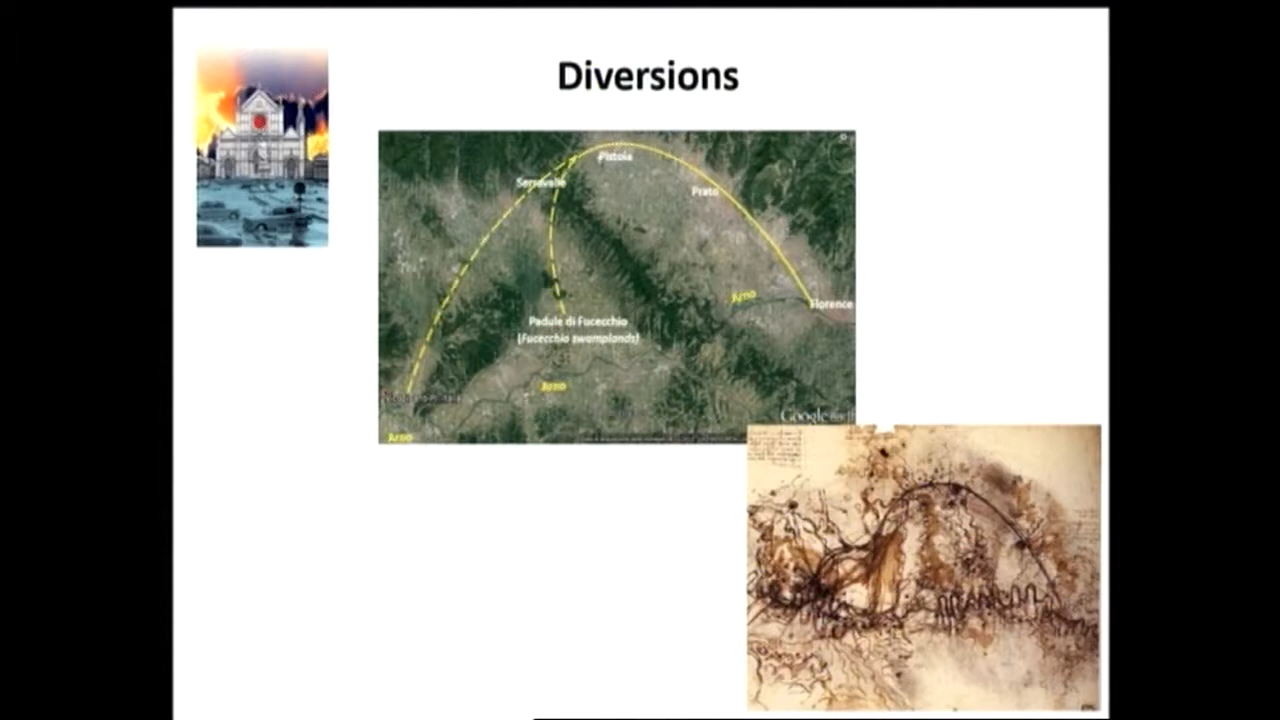 Diversions
Pistoia
Serravalle
Prato
Arno
Florence
Padule di Fucecchio
(Fucecchio swamplands)
Arno
Google
Arno